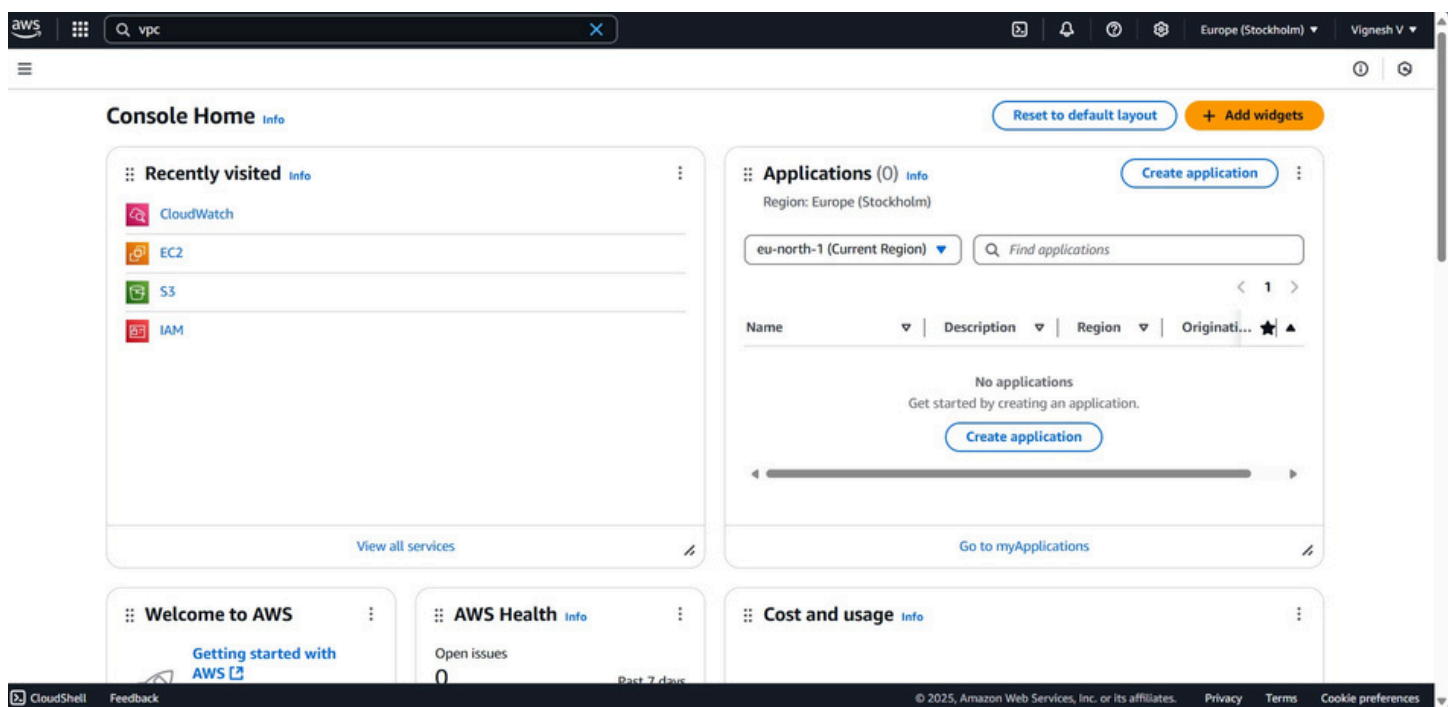 aws
vpc
Europe (Stockholm)
Vignesh V
Console Home Info
Reset to default layout
+ Add widgets
Recently visited Info
CloudWatch
EC2
S3
IAM
View all services
Applications (0) Info
Create application
Region: Europe (Stockholm)
eu-north-1 (Current Region)
Find applications
1
Name
Description
Region
Originati...
No applications
Get started by creating an application.
Create application
Go to myApplications
Welcome to AWS
Getting started with
AWS
AWS Health Info
Open issues
0
Past 7 days
Cost and usage Info
CloudShell
Feedback
© 2025, Amazon Web Services, Inc. or its affiliates.
Privacy
Terms
Cookie preferences